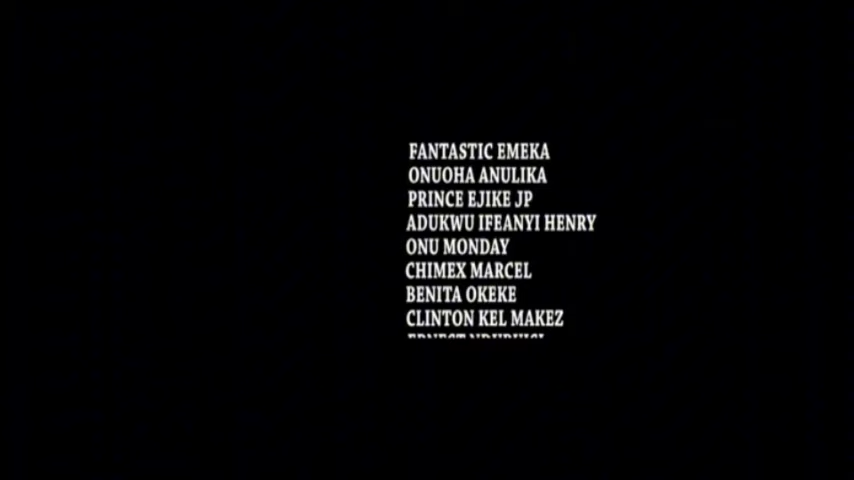 FANTASTIC EMEKA
ONUOHA ANULIKA
PRINCE EJIKE JP
ADUKWU IFEANYI HENRY
ONU MONDAY
CHIMEX MARCEL
BENITA OKEKE
CLINTON KEL MAKEZ